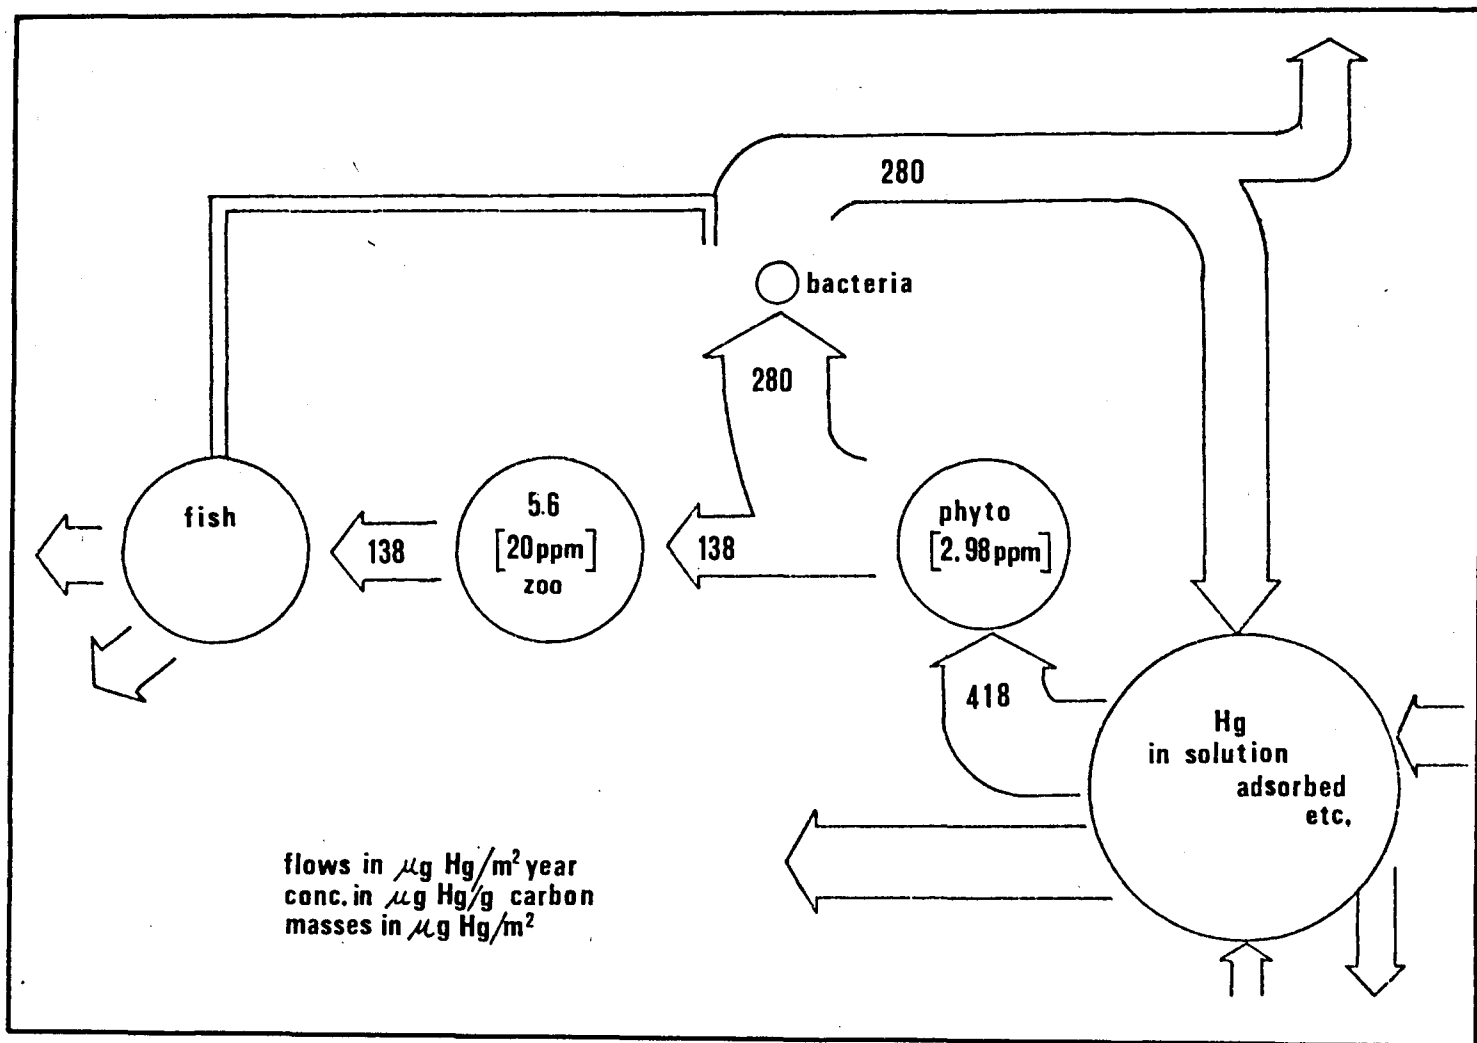 280
bacteria
280
fish
138
5.6
[20ppm]
zoo
138
phyto
[2.98ppm]
418
Hg
in solution
adsorbed
etc.
flows in μg Hg/m² year
conc. in μg Hg/g carbon
masses in μg Hg/m²